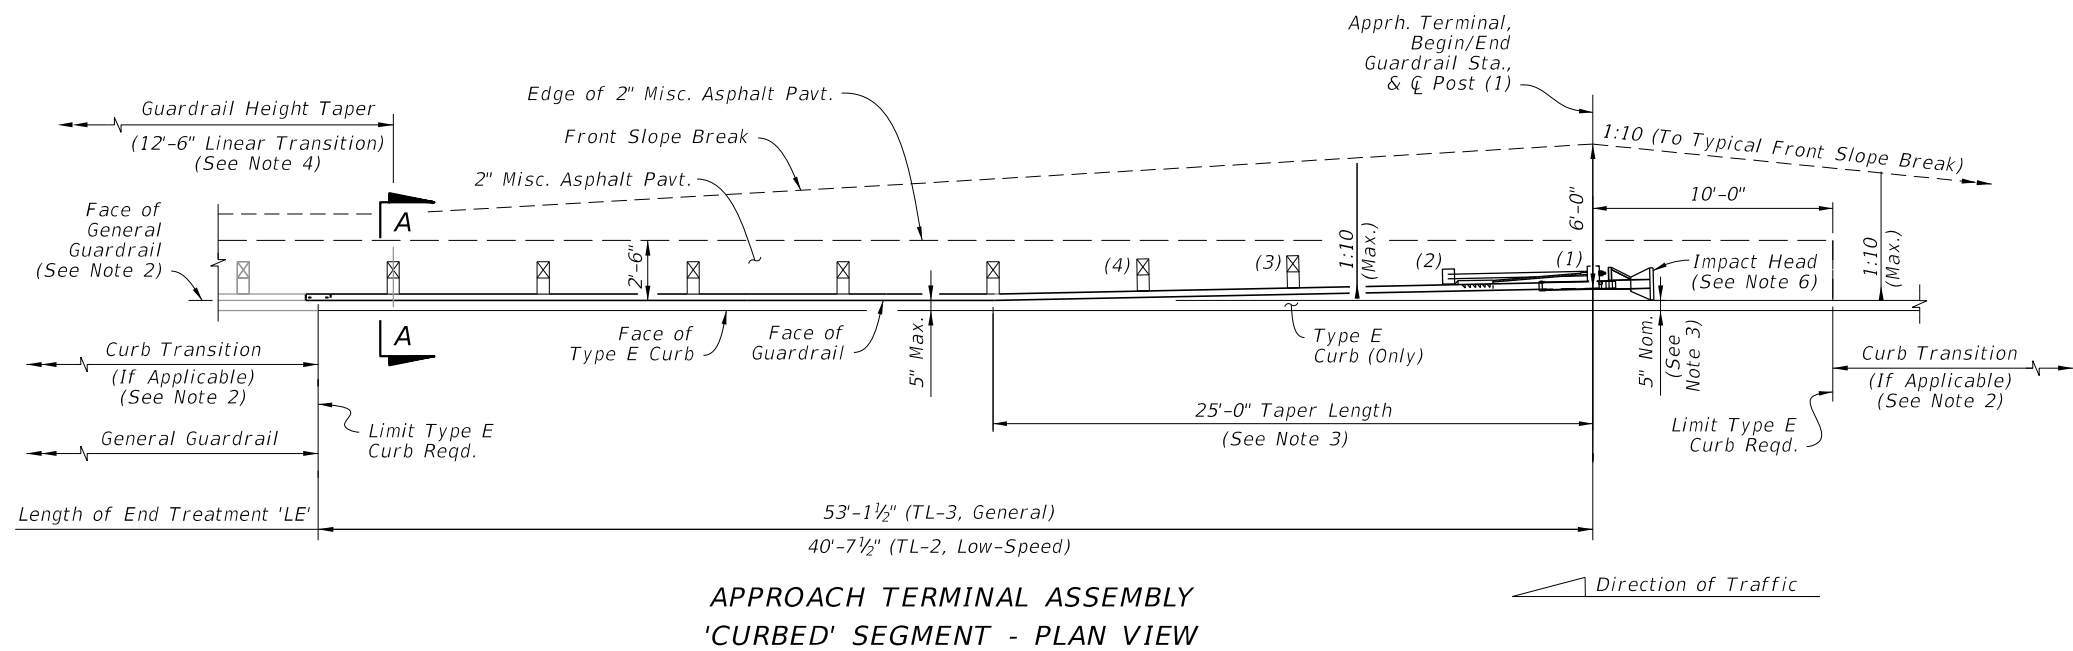 Apprh. Terminal,
Begin/End
Guardrail Sta.,
& ℄ Post (1)
Edge of 2" Misc. Asphalt Pavt.
Guardrail Height Taper
(12'-6" Linear Transition)
(See Note 4)
Front Slope Break
1:10 (To Typical Front Slope Break)
2" Misc. Asphalt Pavt.
Face of
General
Guardrail
(See Note 2)
A
10'-0"
6'-0"
2'-6"
1:10
(Max.)
1:10
(Max.)
(4)
(3)
(2)
(1)
Impact Head
(See Note 6)
A
Face of
Type E Curb
Face of
Guardrail
5" Max.
Type E
Curb (Only)
5" Nom.
(See
Note 3)
Curb Transition
(If Applicable)
(See Note 2)
Curb Transition
(If Applicable)
(See Note 2)
25'-0" Taper Length
(See Note 3)
Limit Type E
Curb Reqd.
Limit Type E
Curb Reqd.
General Guardrail
Length of End Treatment 'LE'
53'-1½" (TL-3, General)
40'-7½" (TL-2, Low-Speed)
Direction of Traffic
APPROACH TERMINAL ASSEMBLY
'CURBED' SEGMENT - PLAN VIEW